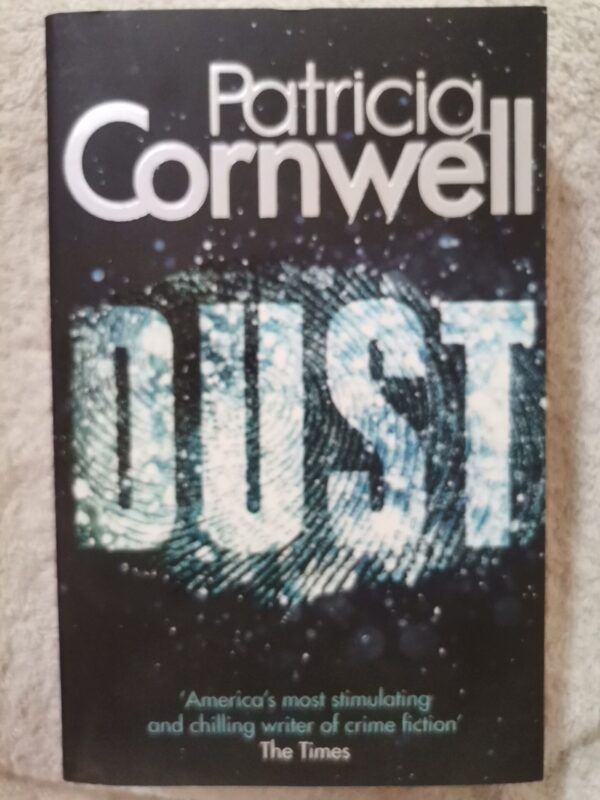 Patricia
Cornwell
DUST
'America's most stimulating
and chilling writer of crime fiction'
The Times